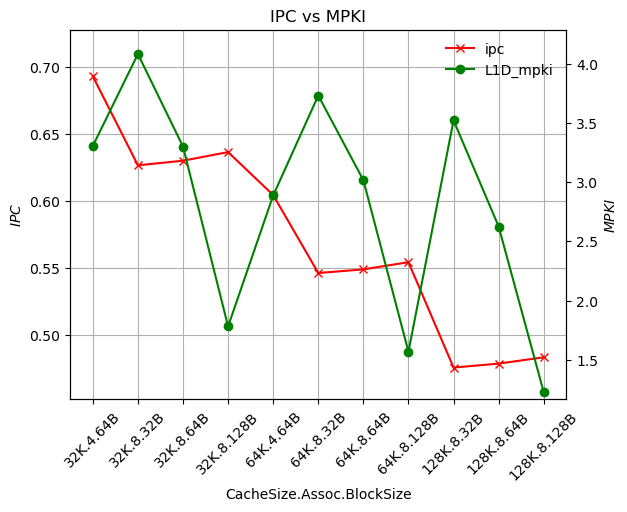 IPC vs MPKI
ipc
L1D_mpki
0.70
0.65
0.60
0.55
0.50
IPC
4.0
3.5
3.0
2.5
2.0
1.5
MPKI
32K.4.64B
32K.8.32B
32K.8.64B
32K.8.128B
64K.4.64B
64K.8.32B
64K.8.64B
64K.8.128B
128K.8.32B
128K.8.64B
128K.8.128B
CacheSize.Assoc.BlockSize